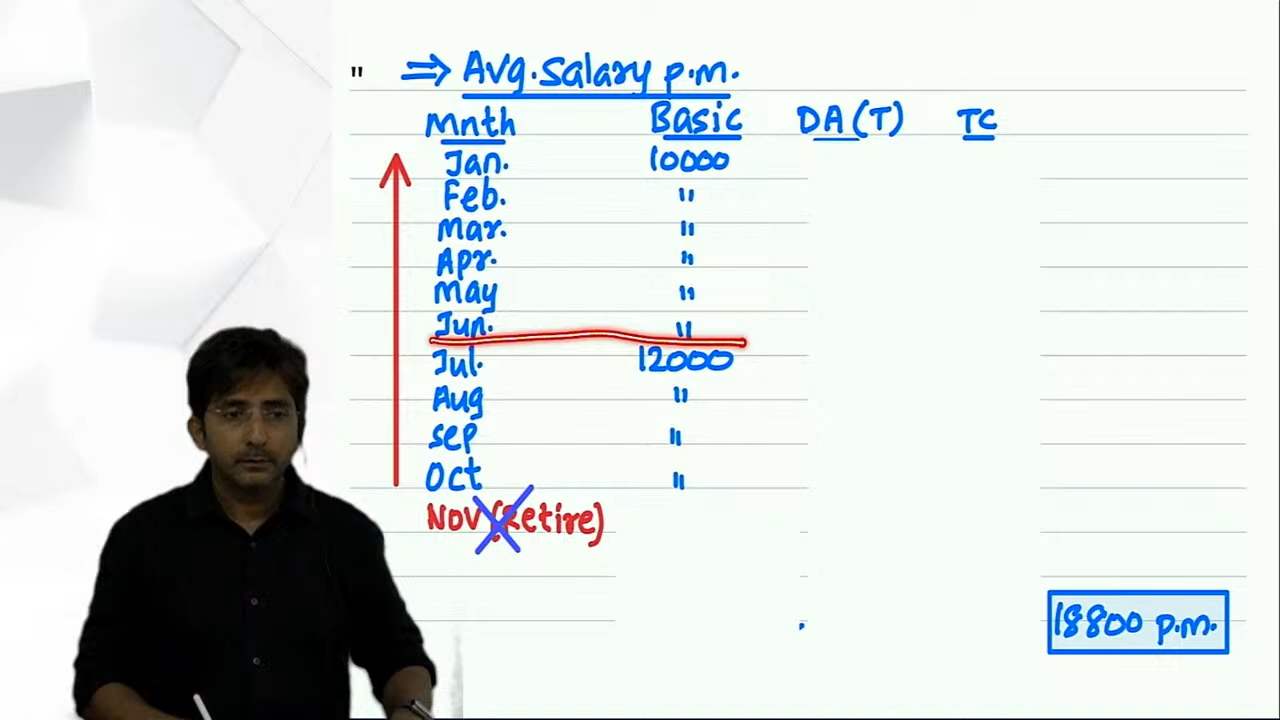 " ⇒ Avg. Salary p.m.
Mnth Basic DA (T) TC
Jan. 10000
Feb. "
Mar. "
Apr. "
May "
Jun. "
Jul. 12000
Aug "
Sep "
Oct "
Nov (Retire)
18800 p.m.